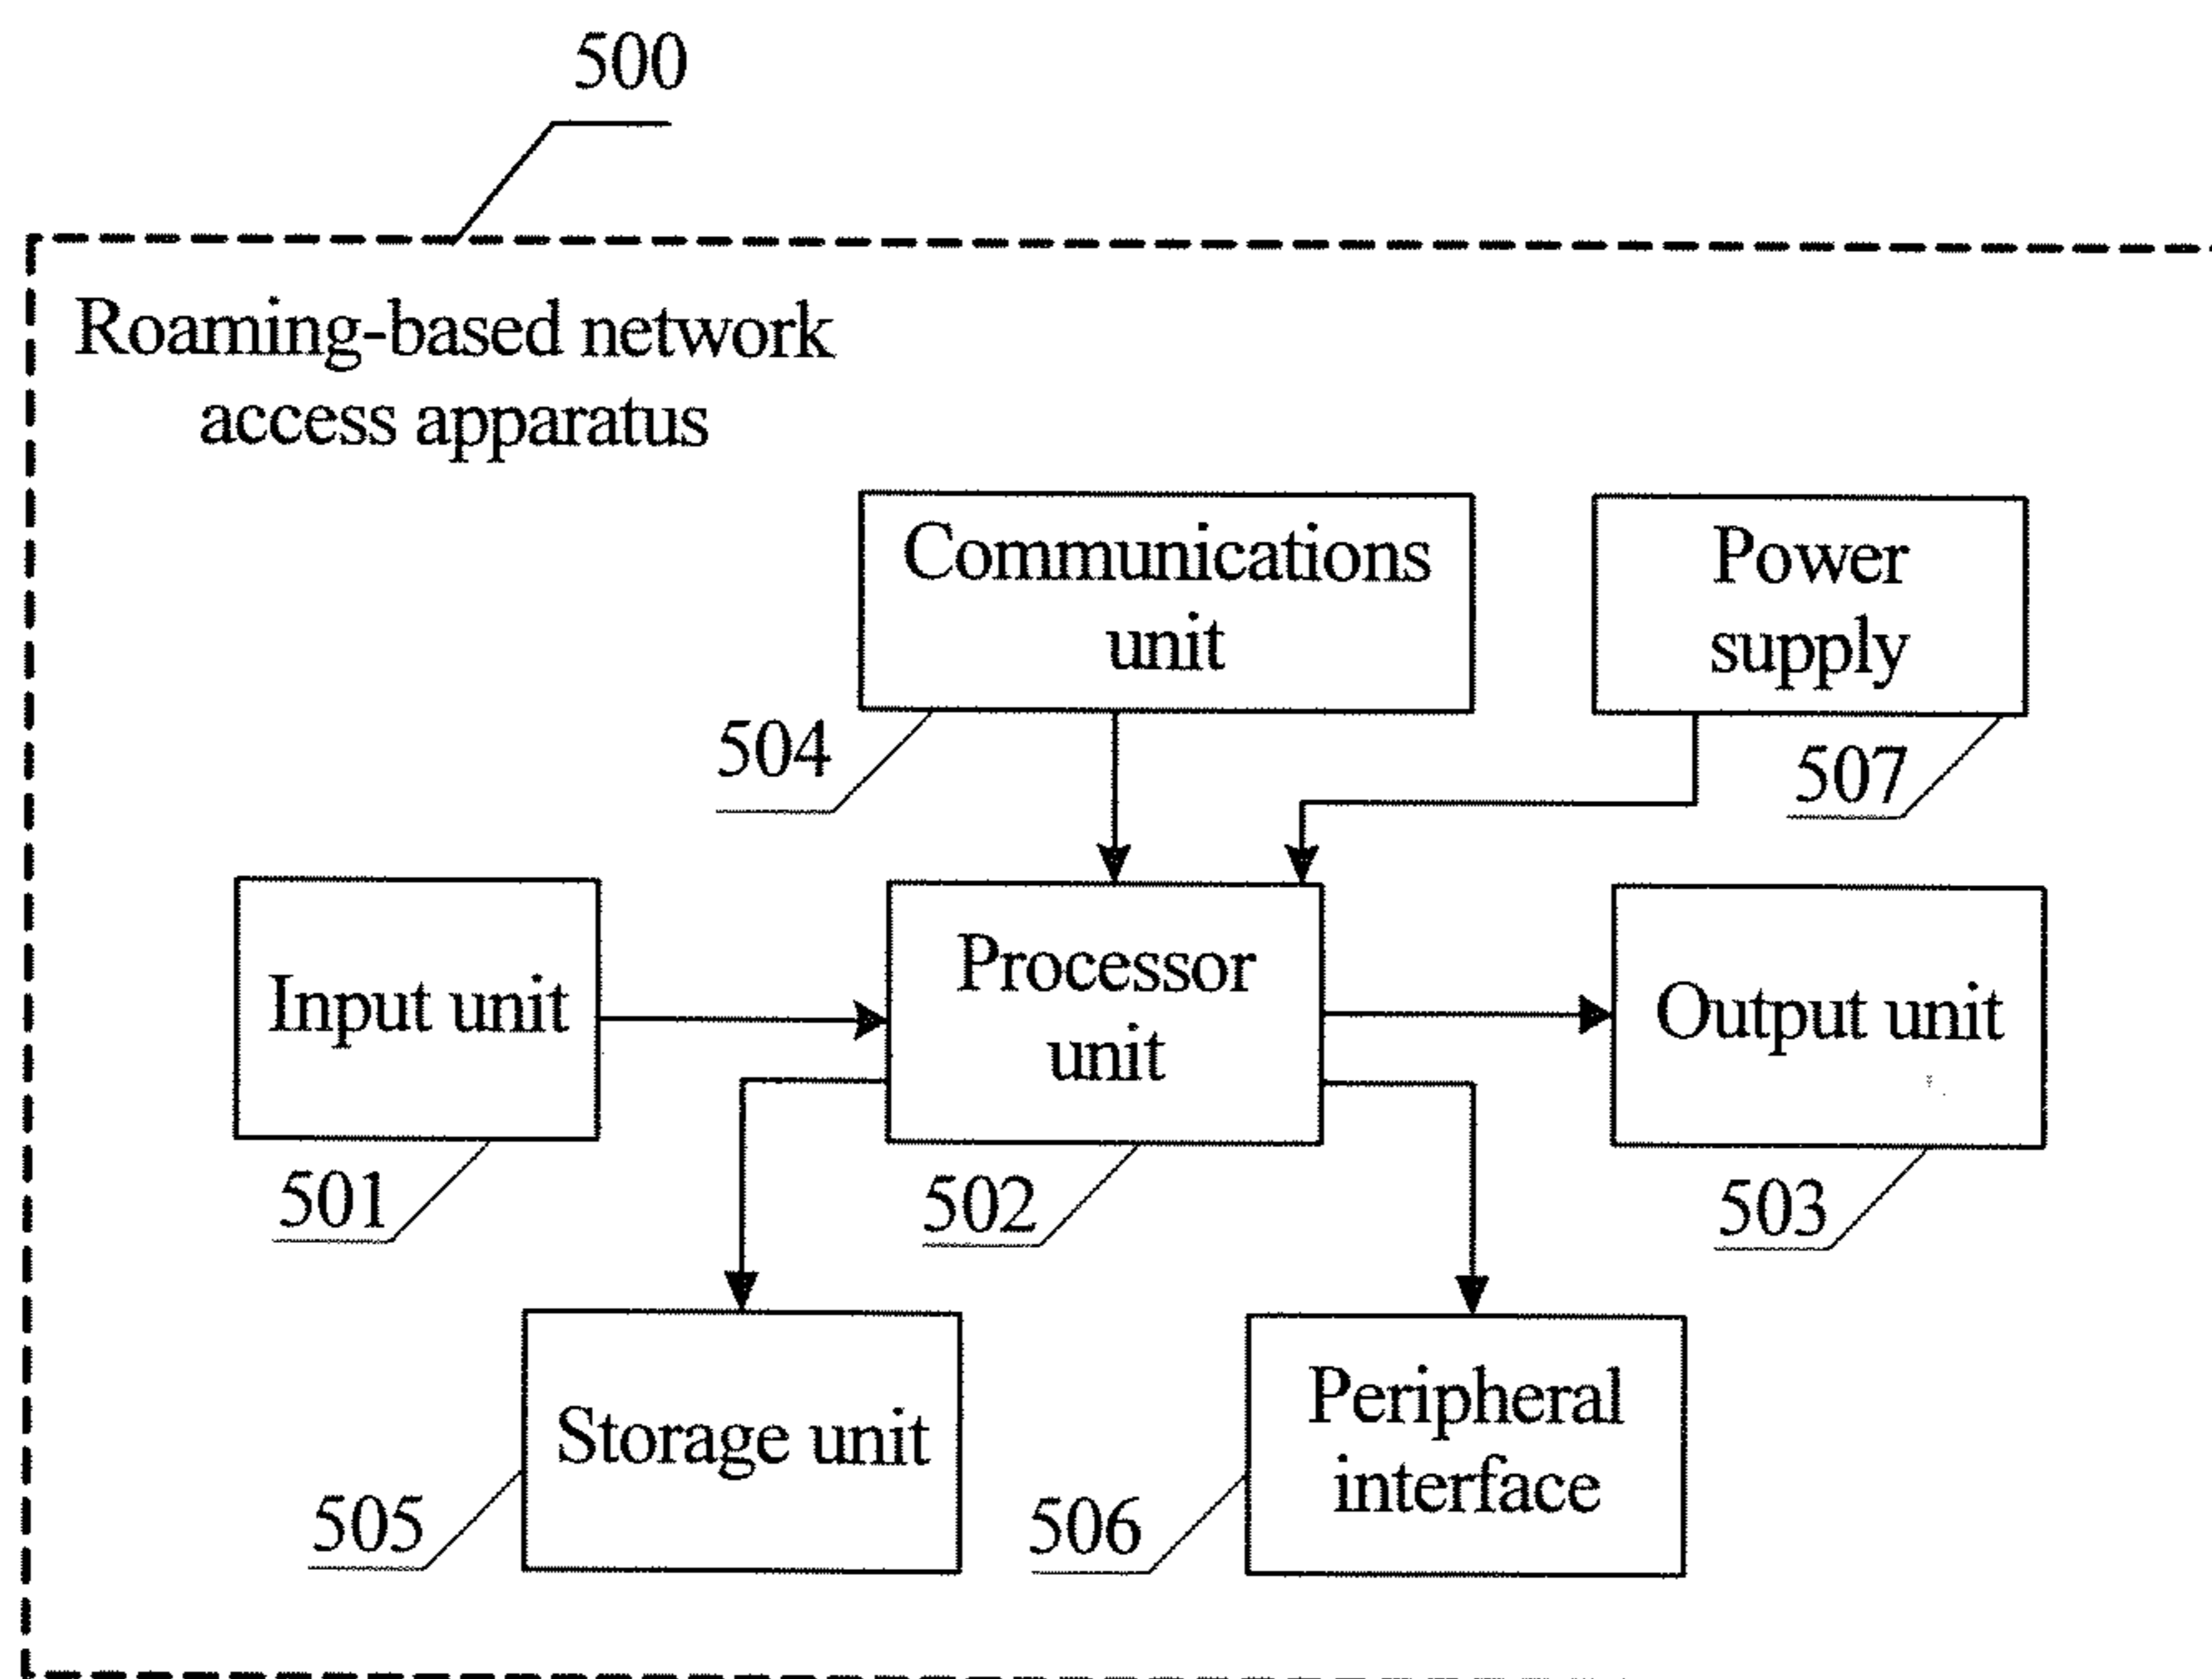 500
Roaming-based network
access apparatus
Communications
unit
504
Power
supply
507
Input unit
501
Processor
unit
502
Output unit
503
Storage unit
505
Peripheral
interface
506